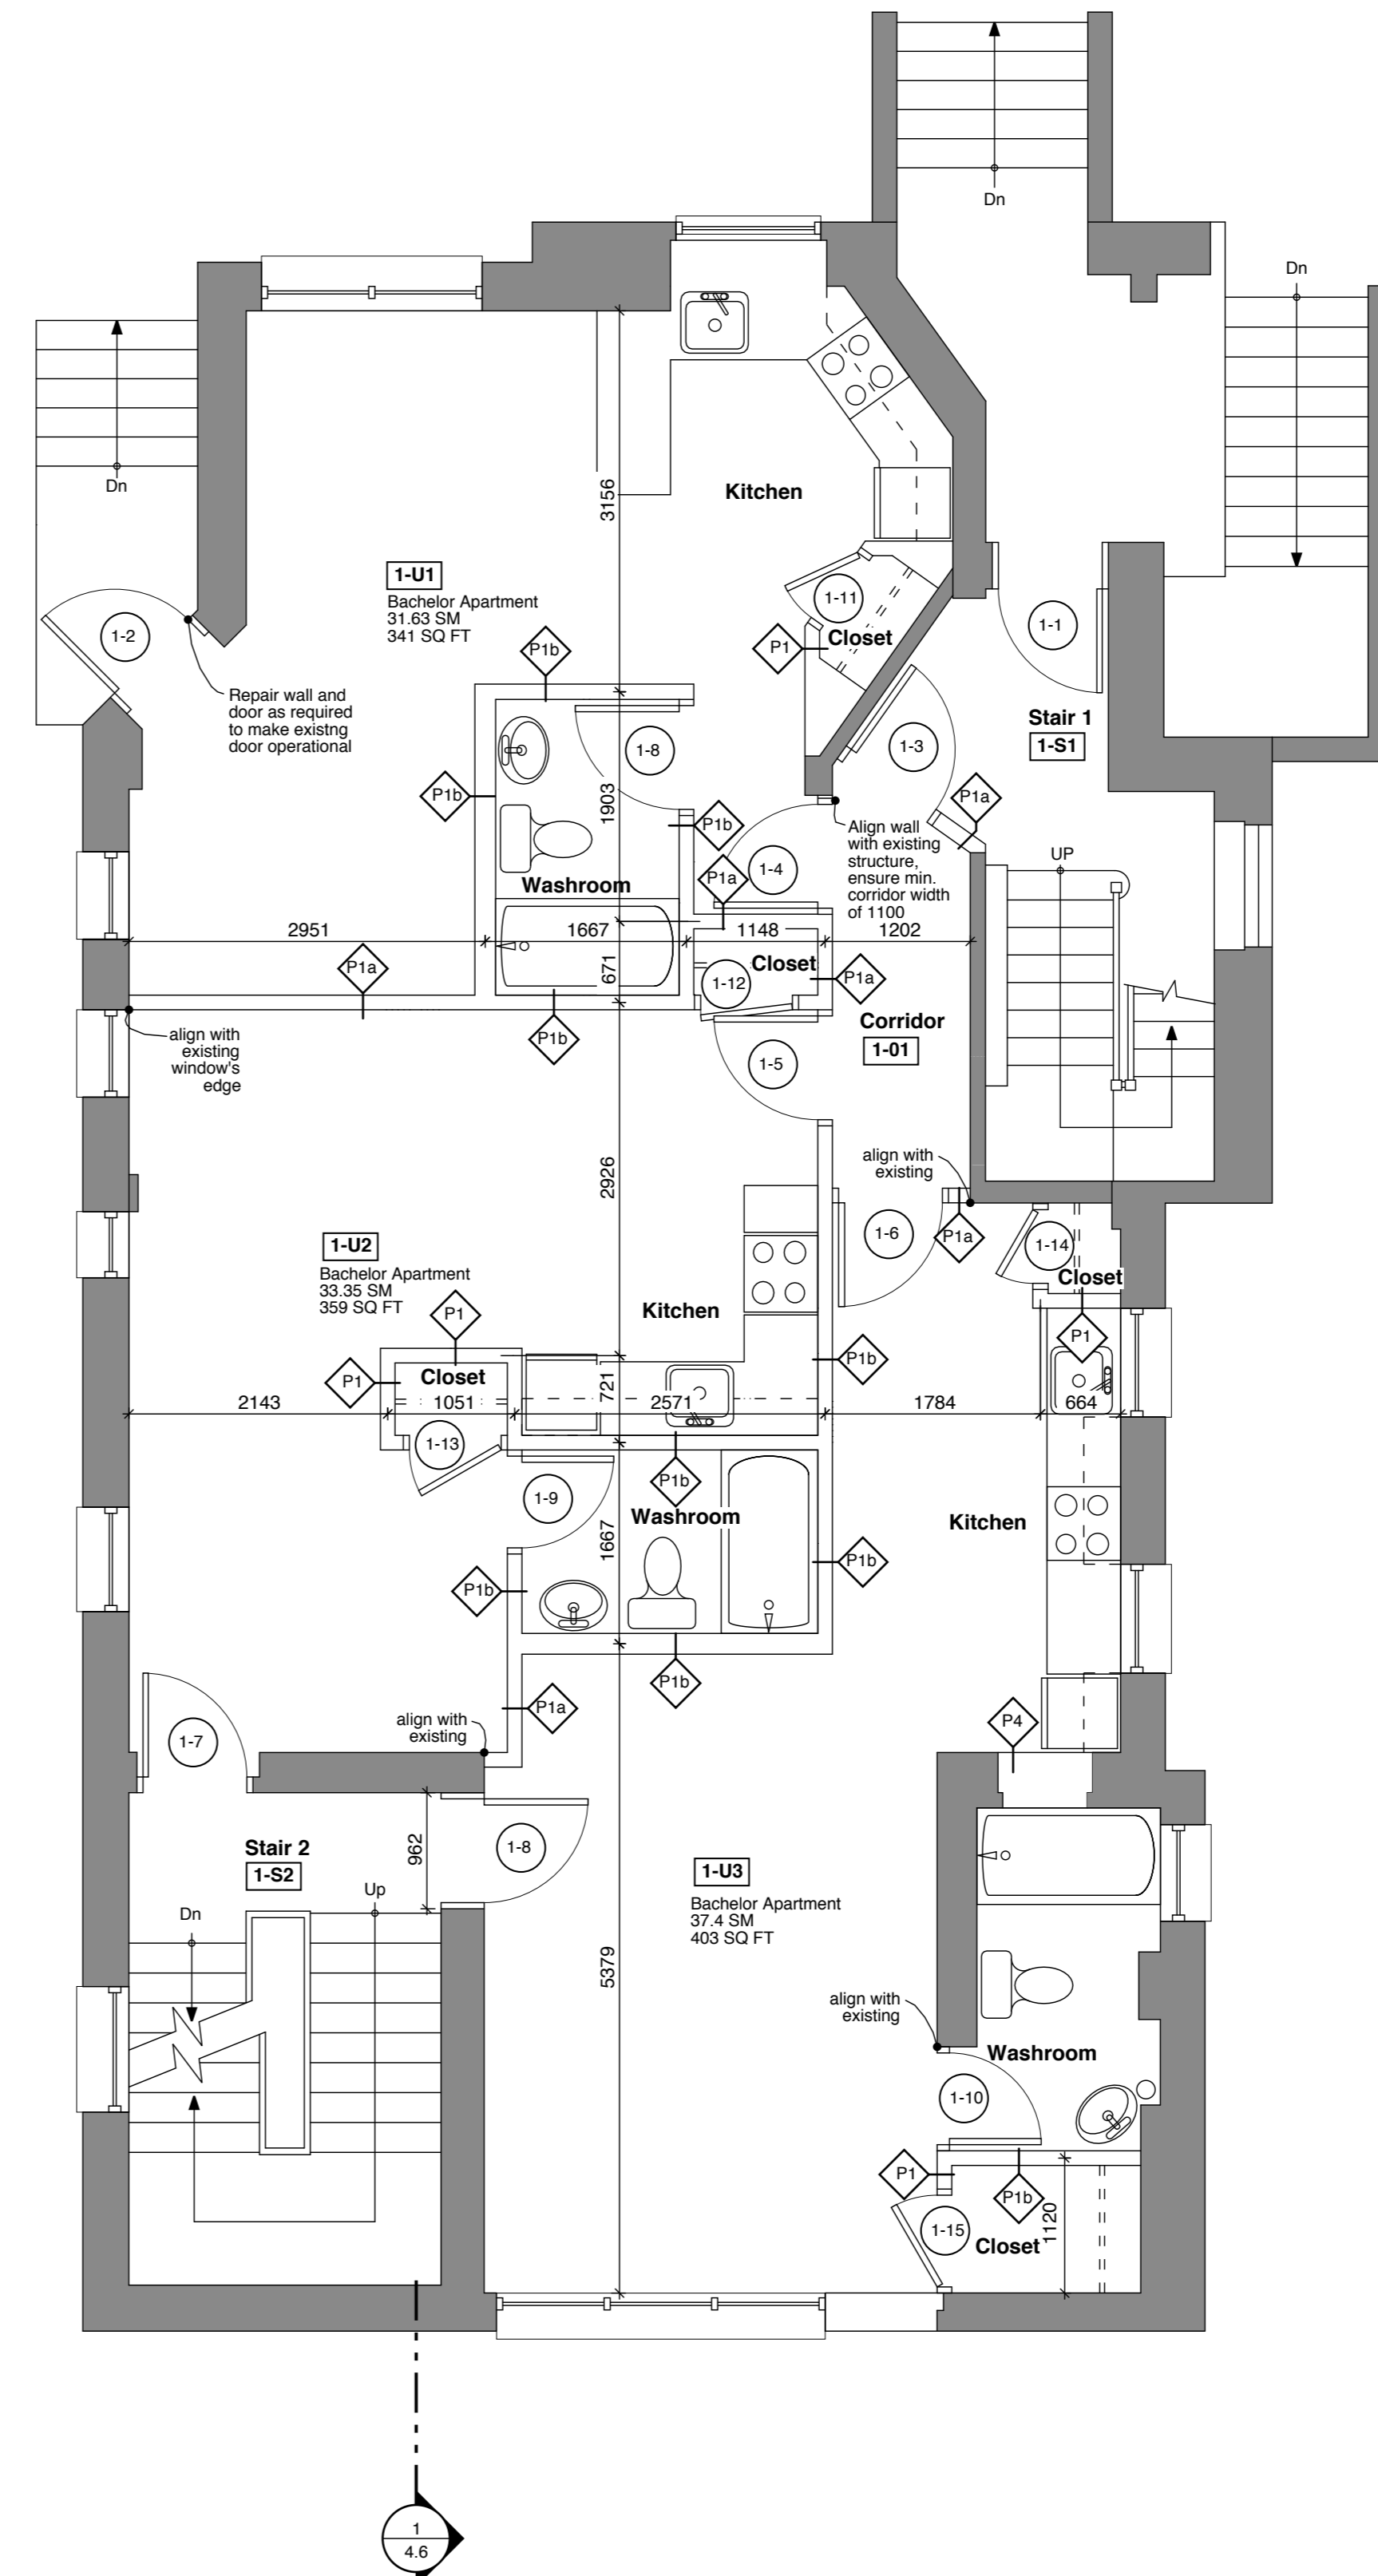 Dn
Dn
Dn
3156
Kitchen
1-U1
Bachelor Apartment
31.63 SM
341 SQ FT
1-11
Closet
P1
1-1
1-2
P1b
Repair wall and
door as required
to make existng
door operational
Stair 1
1-S1
1-8
1-3
P1b
1903
P1a
P1b
Align wall
with existing
structure,
ensure min.
corridor width
of 1100
1-4
UP
P1a
Washroom
2951
1667
1148
1202
P1a
671
1-12
Closet
P1a
Corridor
1-01
P1b
align with
existing
window's
edge
1-5
2926
align with
existing
1-6
P1a
1-14
Closet
1-U2
Bachelor Apartment
33.35 SM
359 SQ FT
P1
Kitchen
P1
P1b
P1
Closet
721
2143
1051
2571
1784
664
1-13
P1b
1-9
Washroom
Kitchen
1667
P1b
P1b
P1b
P1a
align with
existing
P4
1-7
Stair 2
1-S2
962
1-8
1-U3
Bachelor Apartment
37.4 SM
403 SQ FT
Up
Dn
5379
align with
existing
Washroom
1-10
P1
P1b
1120
1-15
Closet
1
4.6